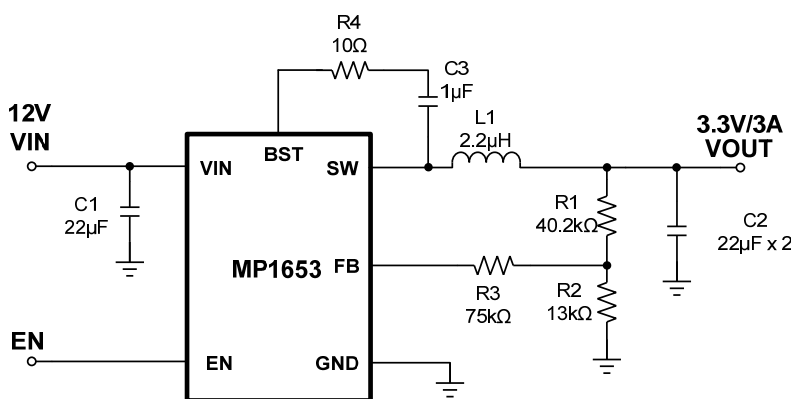 R4
10Ω
C3
1µF
12V
VIN
L1
2.2µH
3.3V/3A
VOUT
BST
VIN
SW
C1
22µF
R1
40.2kΩ
C2
22µF x 2
MP1653
FB
R3
75kΩ
R2
13kΩ
EN
EN
GND